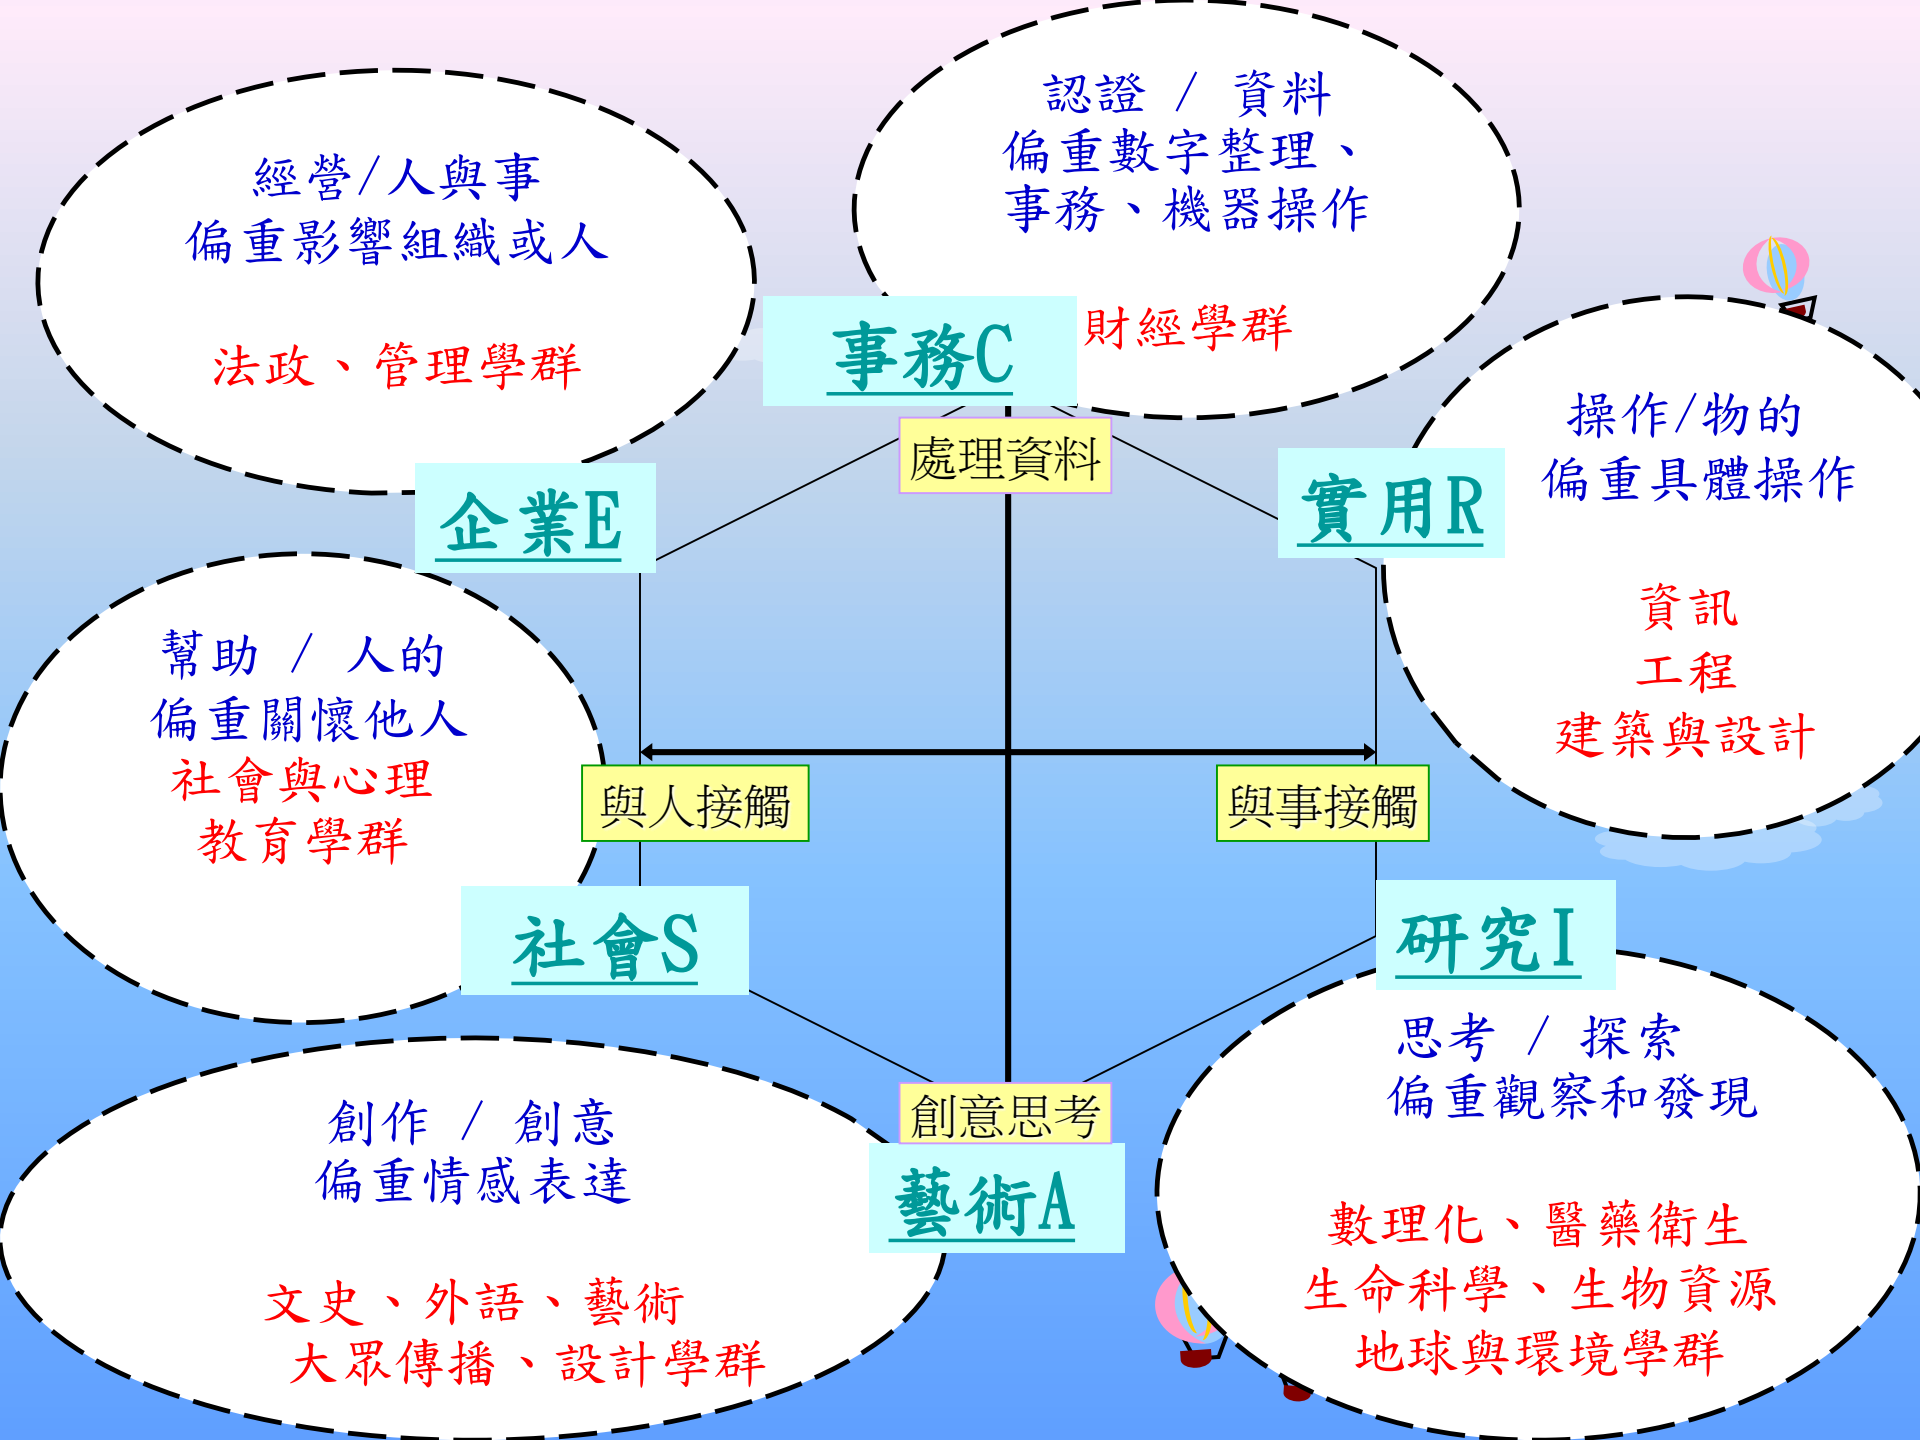 認證 / 資料
偏重數字整理、
事務、機器操作
財經學群
事務C
處理資料
經營/人與事
偏重影響組織或人
法政、管理學群
企業E
操作/物的
偏重具體操作
資訊
工程
建築與設計
實用R
幫助 / 人的
偏重關懷他人
社會與心理
教育學群
與人接觸
與事接觸
社會S
研究I
思考 / 探索
偏重觀察和發現
數理化、醫藥衛生
生命科學、生物資源
地球與環境學群
創意思考
藝術A
創作 / 創意
偏重情感表達
文史、外語、藝術
大眾傳播、設計學群